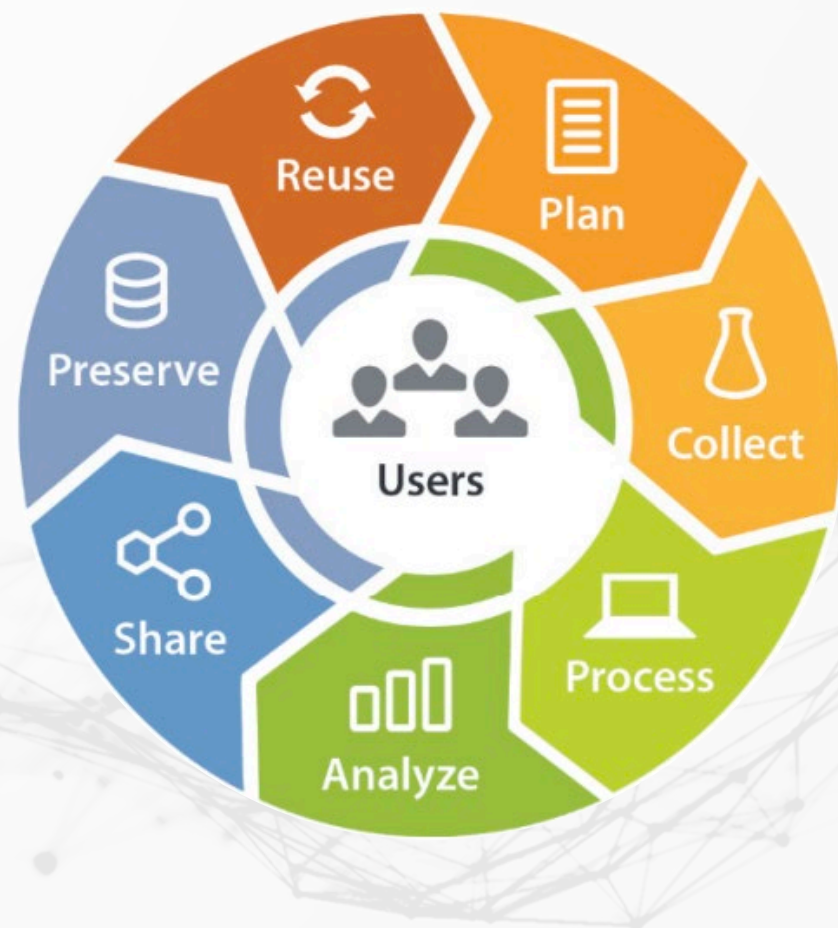 Reuse
Plan
Collect
Process
Analyze
Share
Preserve
Users